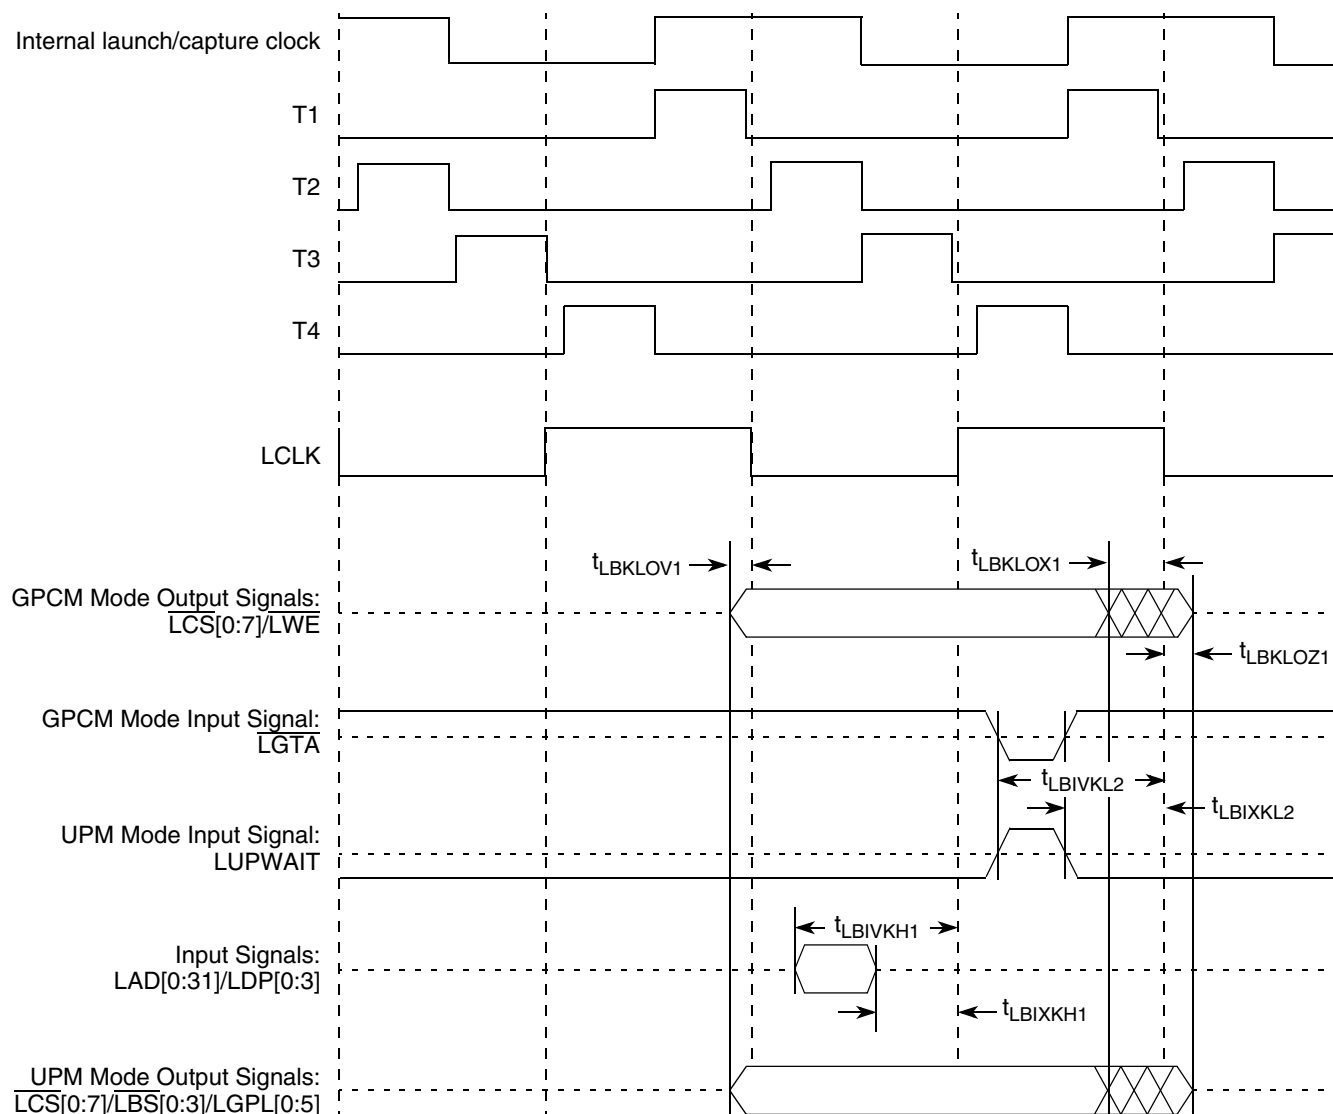 Internal launch/capture clock
T1
T2
T3
T4
LCLK
tLBKLOV1
tLBKLOX1
GPCM Mode Output Signals:
LCS[0:7]/LWE
tLBKLOZ1
GPCM Mode Input Signal:
LGTA
tLBIVKL2
tLBIXKL2
UPM Mode Input Signal:
LUPWAIT
tLBIVKH1
Input Signals:
LAD[0:31]/LDP[0:3]
tLBIXKH1
UPM Mode Output Signals:
LCS[0:7]/LBS[0:3]/LGPL[0:5]